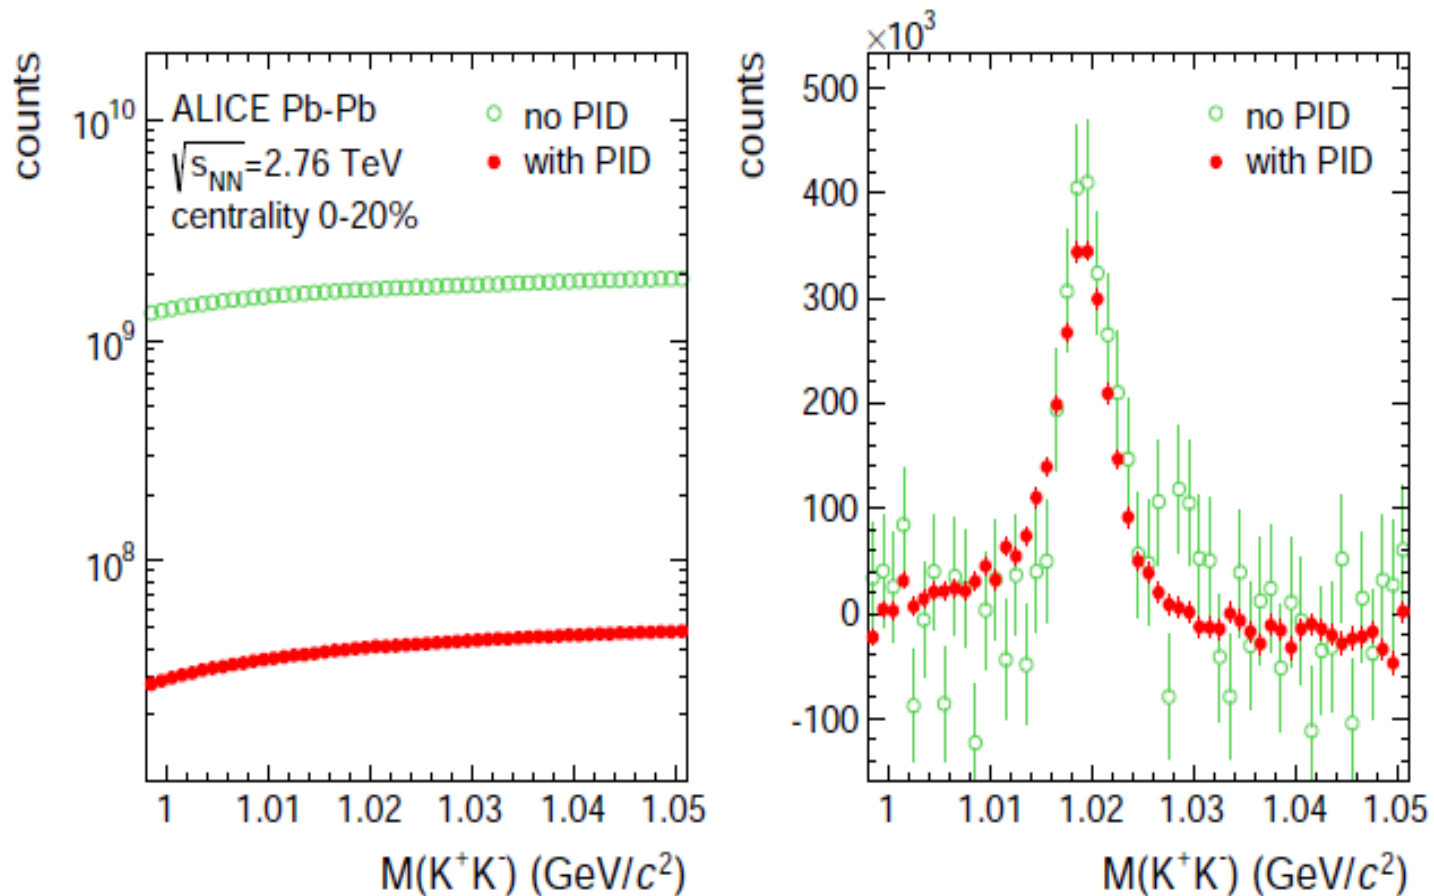 counts
10^10
10^9
10^8
ALICE Pb-Pb
√s_NN=2.76 TeV
centrality 0-20%
no PID
with PID
1 1.01 1.02 1.03 1.04 1.05
M(K⁺K⁻) (GeV/c²)
×10³
counts
500
400
300
200
100
0
-100
no PID
with PID
1 1.01 1.02 1.03 1.04 1.05
M(K⁺K⁻) (GeV/c²)